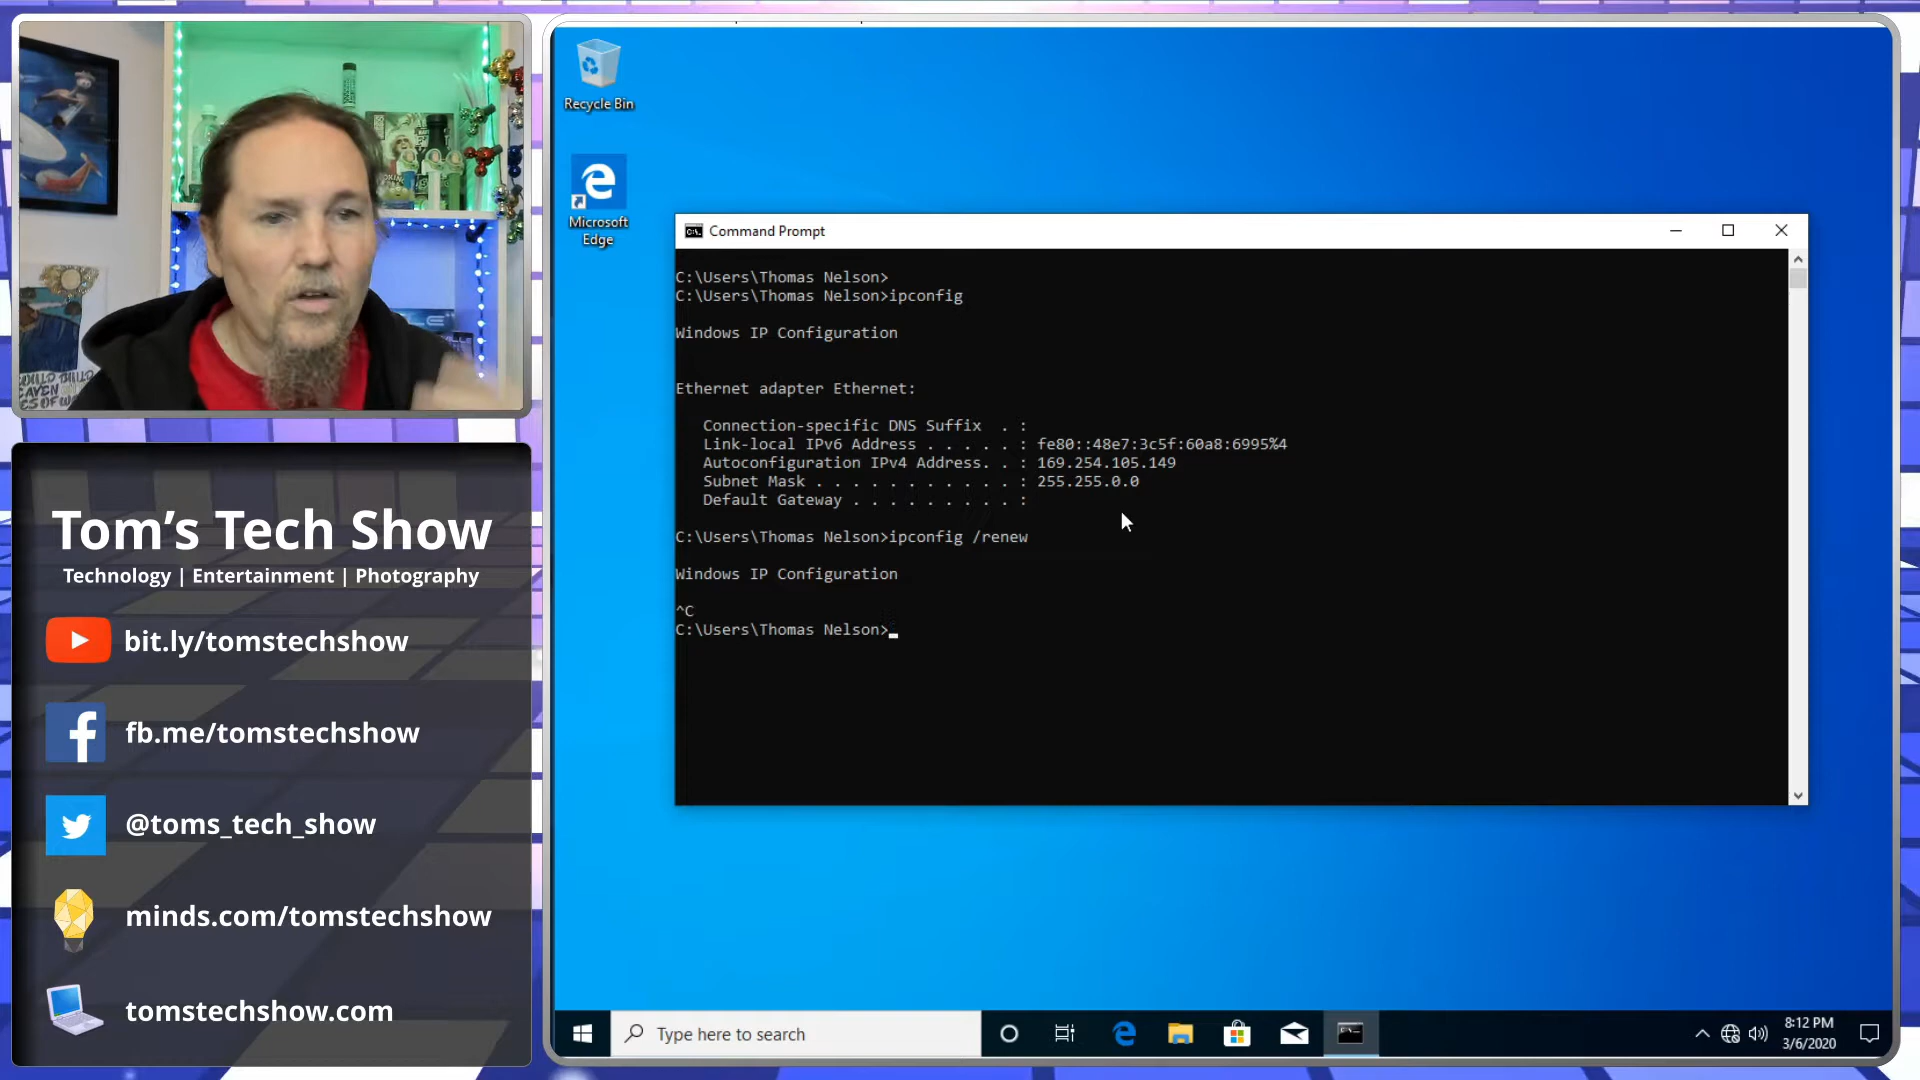 Recycle Bin
Microsoft
Edge
Command Prompt
C:\Users\Thomas Nelson>
C:\Users\Thomas Nelson>ipconfig
Windows IP Configuration
Ethernet adapter Ethernet:
Connection-specific DNS Suffix . :
Link-local IPv6 Address . . . . . : fe80::48e7:3c5f:60a8:6995%4
Autoconfiguration IPv4 Address. . : 169.254.105.149
Subnet Mask . . . . . . . . . . . : 255.255.0.0
Default Gateway . . . . . . . . . :
C:\Users\Thomas Nelson>ipconfig /renew
Windows IP Configuration
^C
C:\Users\Thomas Nelson>
Tom's Tech Show
Technology | Entertainment | Photography
bit.ly/tomstechshow
fb.me/tomstechshow
@toms_tech_show
minds.com/tomstechshow
tomstechshow.com
Type here to search
8:12 PM
3/6/2020